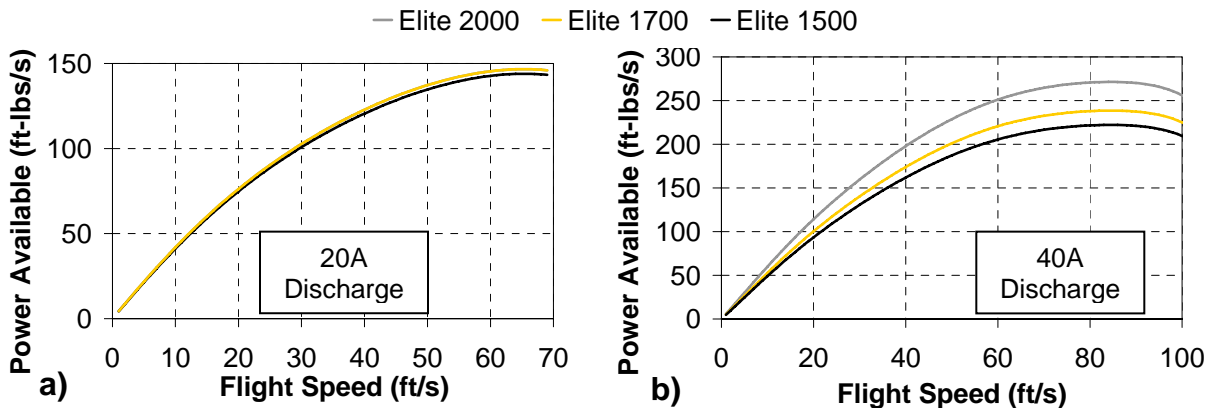 Elite 2000 Elite 1700 Elite 1500
Power Available (ft-lbs/s)
150
100
50
0
0 10 20 30 40 50 60 70
20A
Discharge
a)
Flight Speed (ft/s)
Power Available (ft-lbs/s)
300
250
200
150
100
50
0
0 20 40 60 80 100
40A
Discharge
b)
Flight Speed (ft/s)